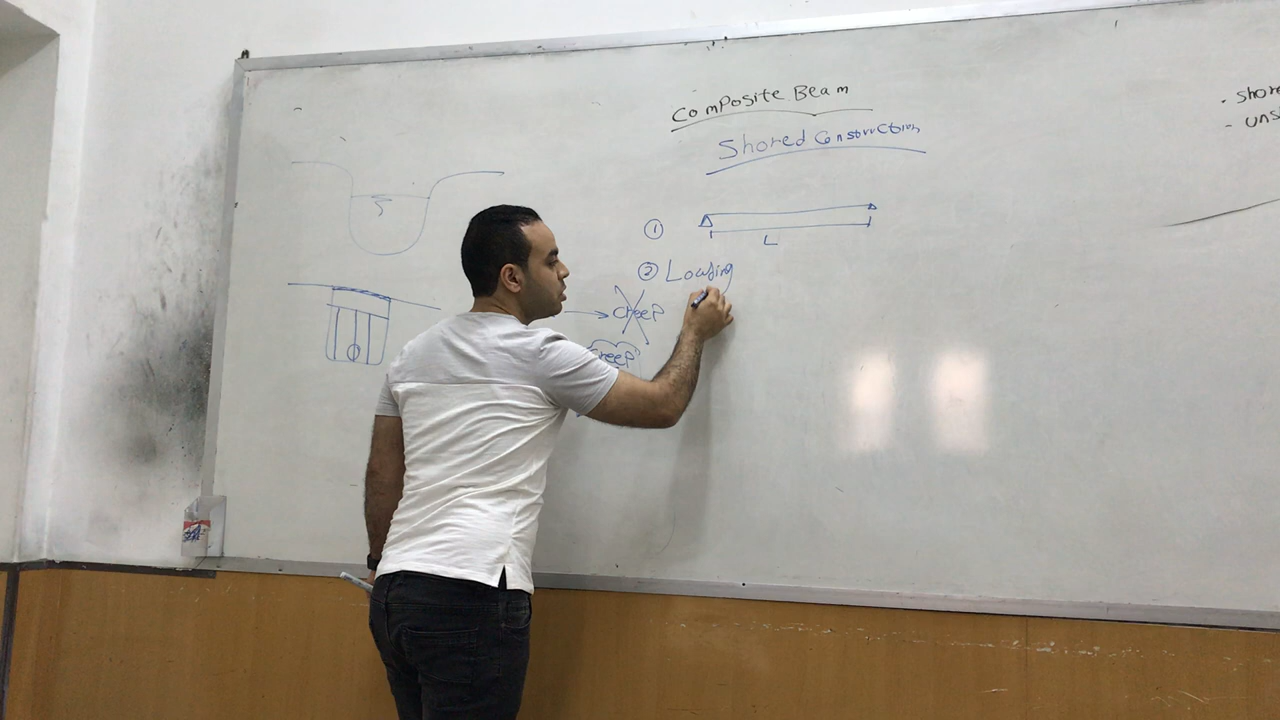 Composite Beam
Shored Construction
. shore
- uns
①
L
② Loading
Creep
Creep